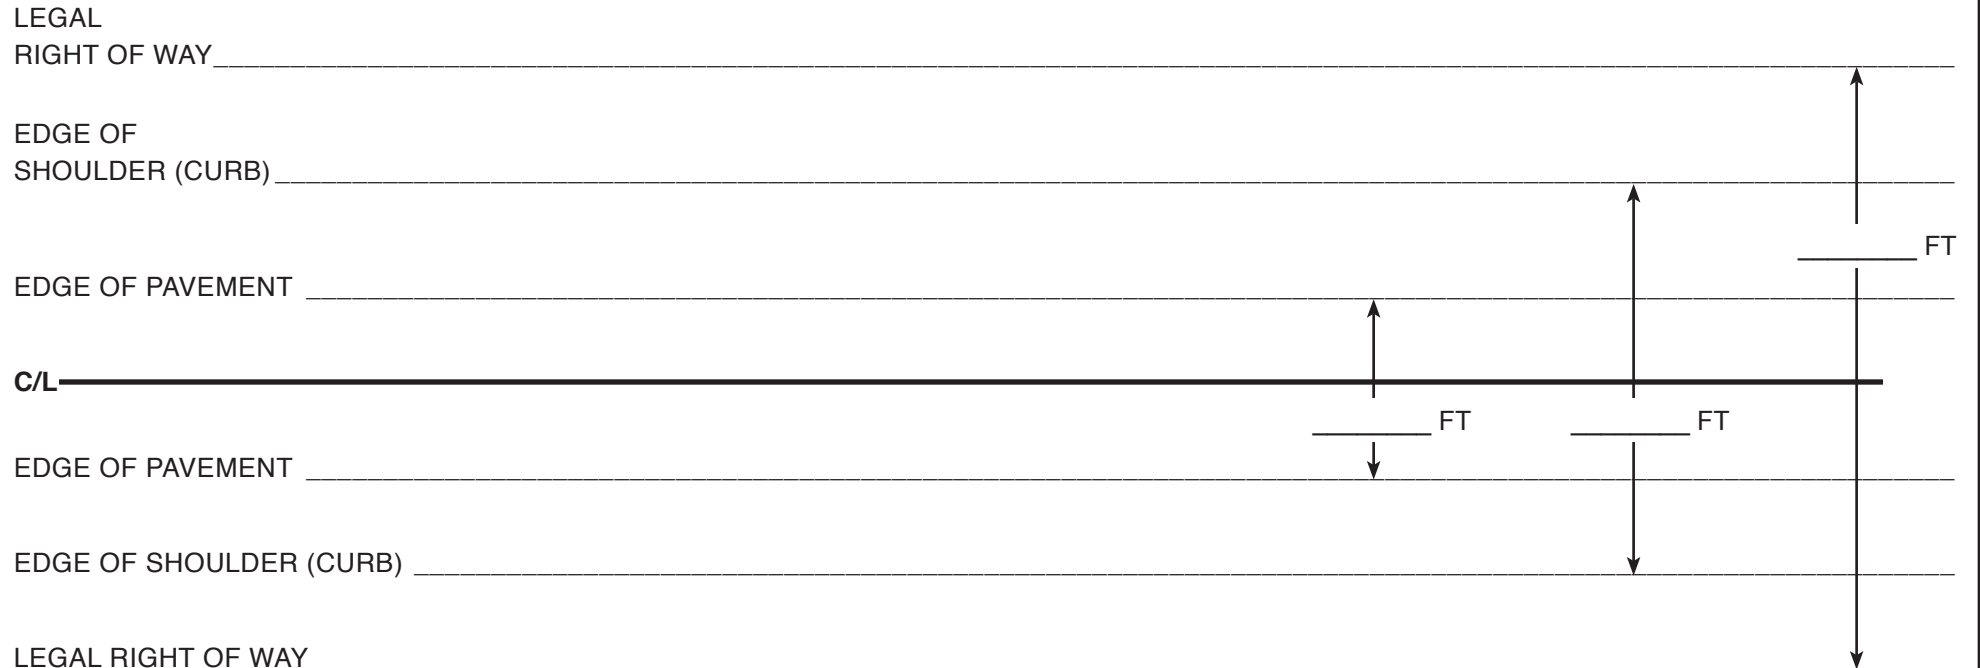 LEGAL
RIGHT OF WAY
EDGE OF
SHOULDER (CURB)
FT
EDGE OF PAVEMENT
C/L
FT FT
EDGE OF PAVEMENT
EDGE OF SHOULDER (CURB)
LEGAL RIGHT OF WAY